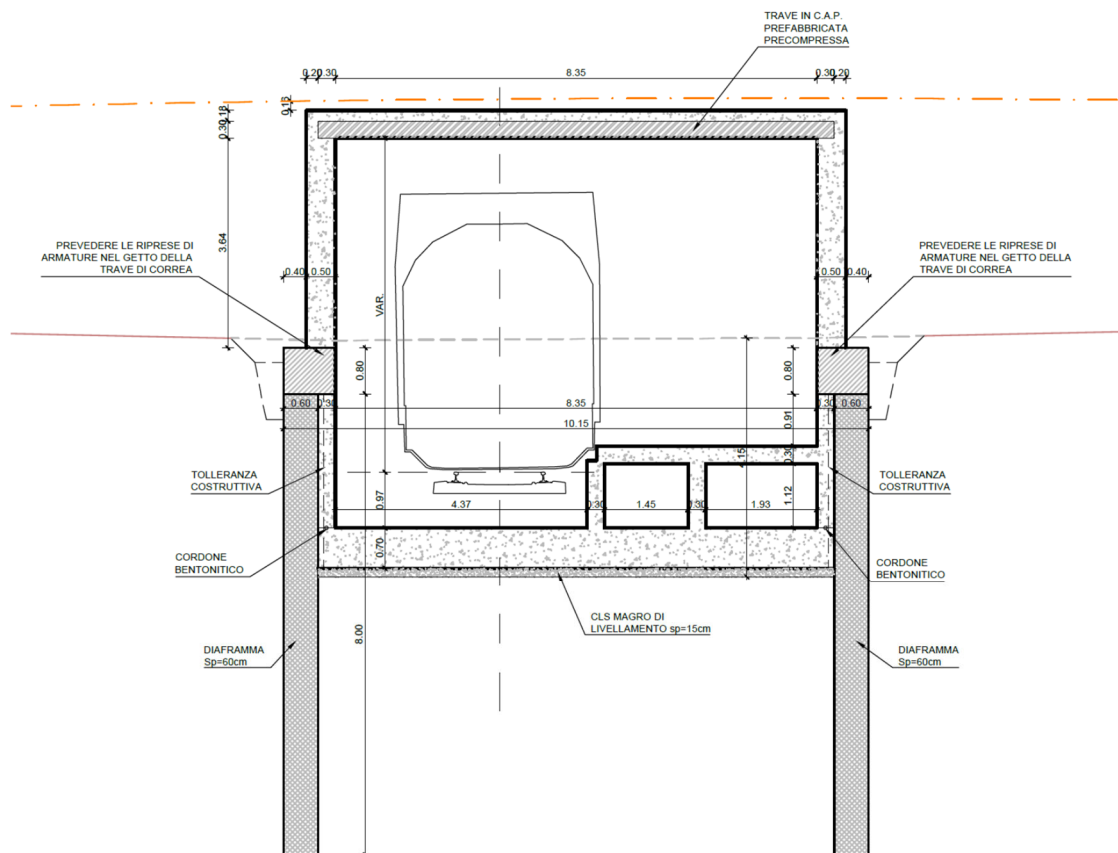 TRAVE IN C.A.P.
PREFABBRICATA
PRECOMPRESSA
0.20
0.30
8.35
0.30
0.20
0.16
0.18
0.30
3.64
PREVEDERE LE RIPRESE DI
ARMATURE NEL GETTO DELLA
TRAVE DI CORREA
PREVEDERE LE RIPRESE DI
ARMATURE NEL GETTO DELLA
TRAVE DI CORREA
0.40
0.50
0.50
0.40
VAR.
0.80
0.80
0.60
0.30
8.35
0.30
0.60
10.15
0.91
0.30
TOLLERANZA
COSTRUTTIVA
TOLLERANZA
COSTRUTTIVA
0.97
4.37
0.30
1.45
0.30
1.93
1.12
0.70
CORDONE
BENTONITICO
CORDONE
BENTONITICO
CLS MAGRO DI
LIVELLAMENTO sp=15cm
8.00
DIAFRAMMA
Sp=60cm
DIAFRAMMA
Sp=60cm